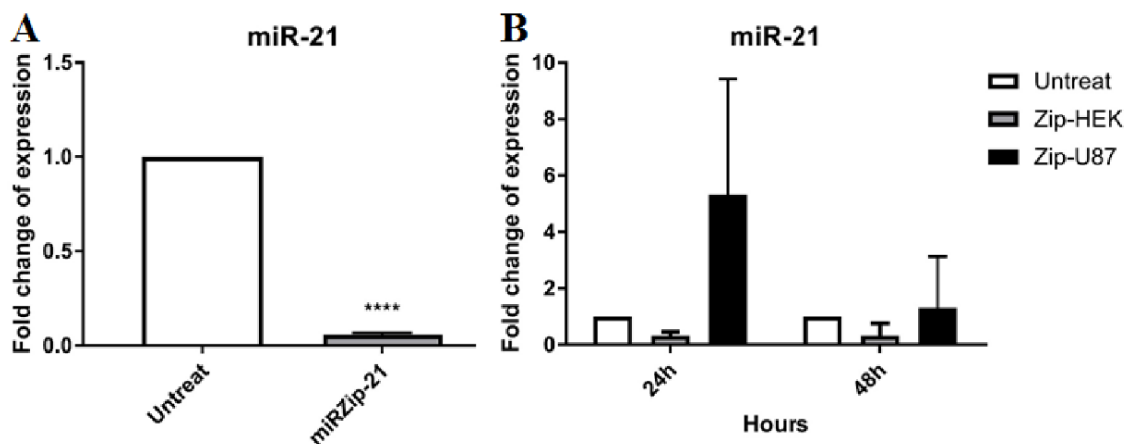 A
miR-21
Fold change of expression
1.5
1.0
0.5
0.0
****
Untreat
miRZip-21
B
miR-21
Fold change of expression
10
8
6
4
2
0
24h
48h
Hours
Untreat
Zip-HEK
Zip-U87